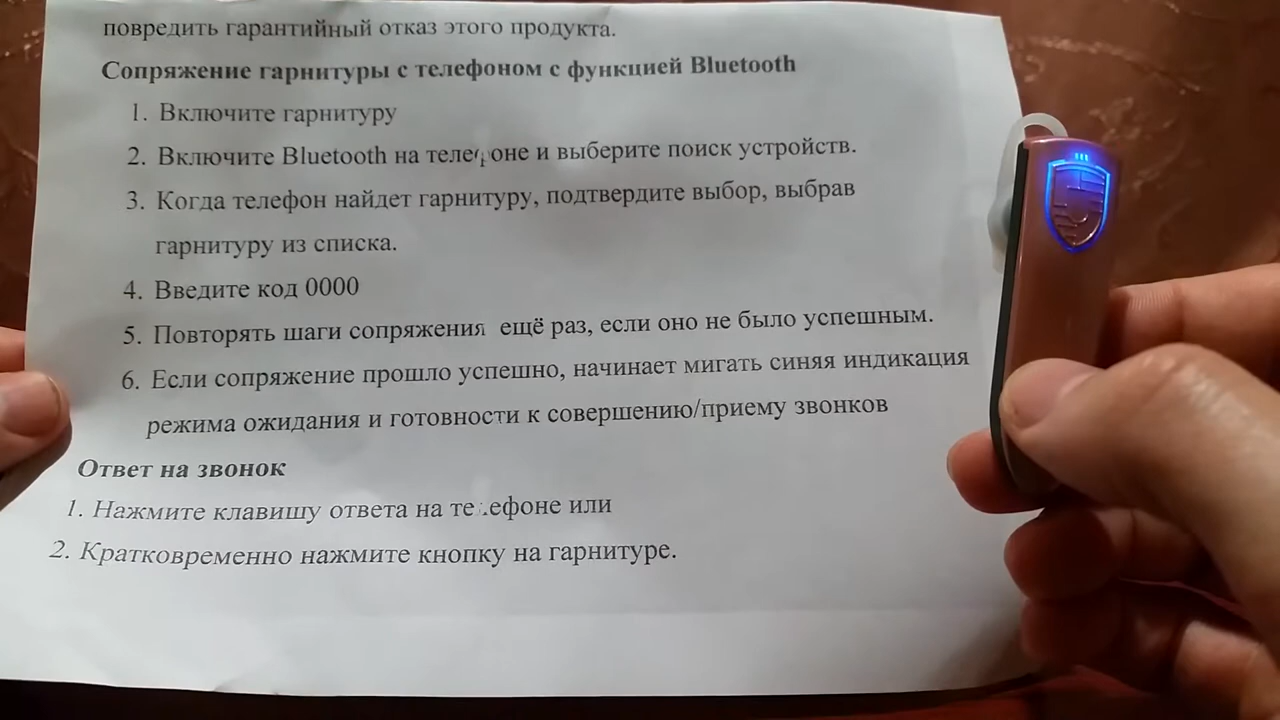 повредить гарантийный отказ этого продукта.
Сопряжение гарнитуры с телефоном с функцией Bluetooth
1. Включите гарнитуру
2. Включите Bluetooth на телефоне и выберите поиск устройств.
3. Когда телефон найдет гарнитуру, подтвердите выбор, выбрав
гарнитуру из списка.
4. Введите код 0000
5. Повторять шаги сопряжения ещё раз, если оно не было успешным.
6. Если сопряжение прошло успешно, начинает мигать синяя индикация
режима ожидания и готовности к совершению/приему звонков
Ответ на звонок
1. Нажмите клавишу ответа на телефоне или
2. Кратковременно нажмите кнопку на гарнитуре.